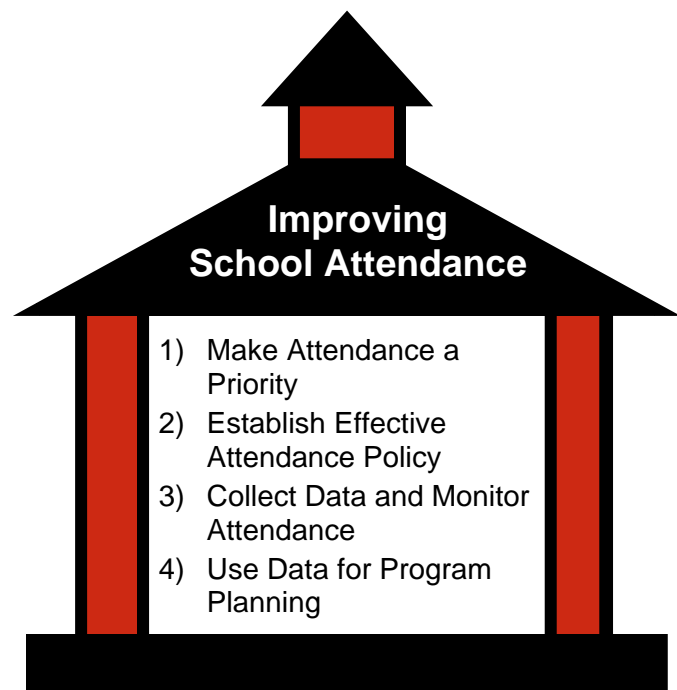 Improving
School Attendance
1) Make Attendance a
Priority
2) Establish Effective
Attendance Policy
3) Collect Data and Monitor
Attendance
4) Use Data for Program
Planning